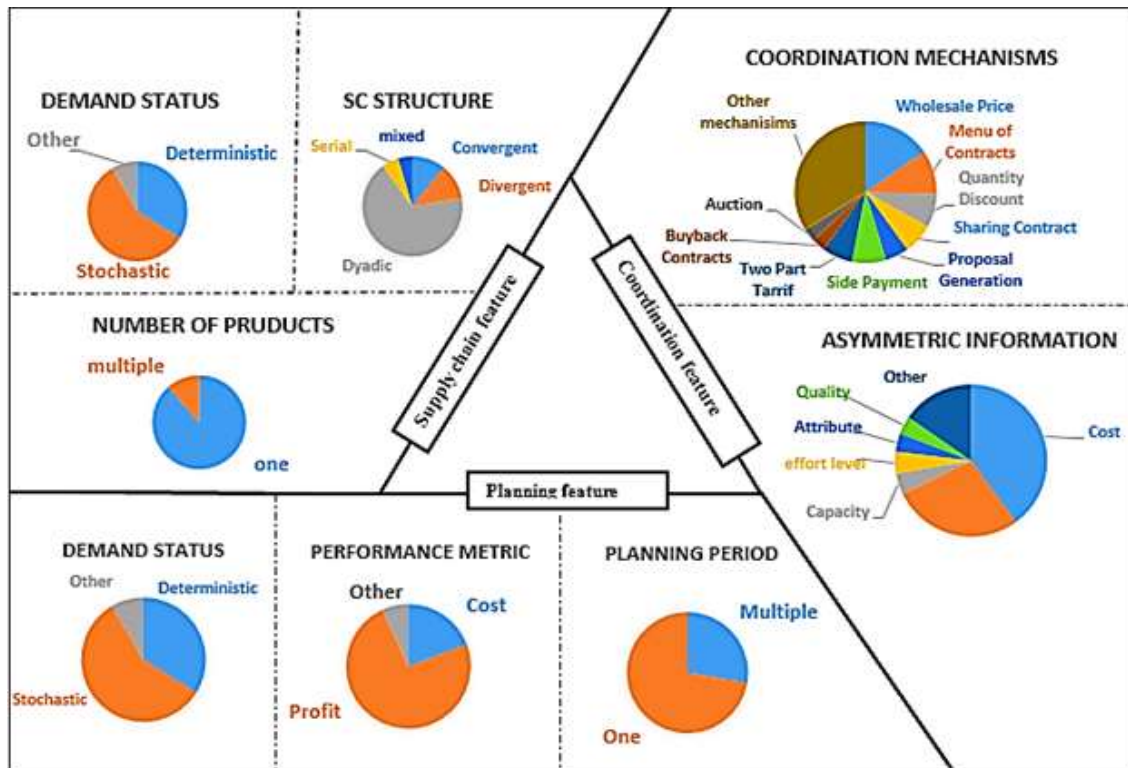 COORDINATION MECHANISMS
Other
mechanisims
Wholesale Price
Menu of
Contracts
Quantity
Discount
Sharing Contract
Proposal
Generation
Side Payment
Two Part
Tarrif
Buyback
Contracts
Auction
DEMAND STATUS
Other
Deterministic
Stochastic
SC STRUCTURE
Serial
mixed
Convergent
Divergent
Dyadic
NUMBER OF PRUDUCTS
multiple
one
Supply chain feature
Coordination feature
Planning feature
ASYMMETRIC INFORMATION
Other
Quality
Attribute
effort level
Capacity
Cost
DEMAND STATUS
Other
Deterministic
Stochastic
PERFORMANCE METRIC
Other
Cost
Profit
PLANNING PERIOD
Multiple
One